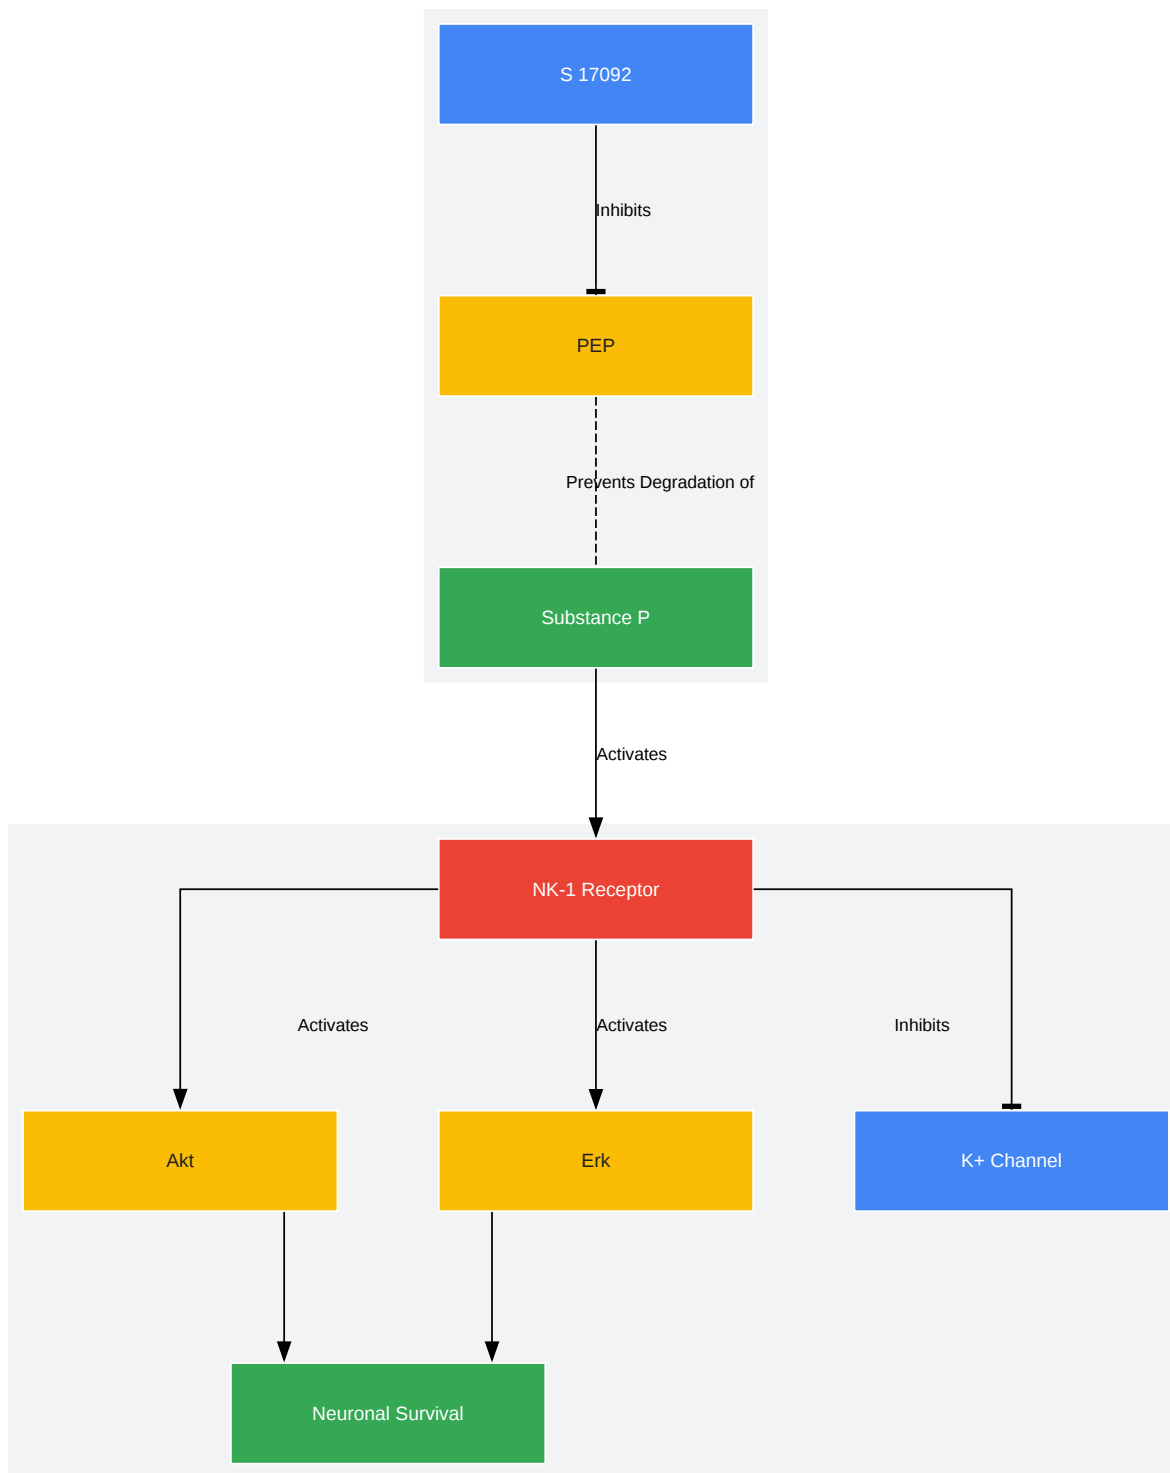 S 17092
Inhibits
PEP
Prevents Degradation of
Substance P
Activates
NK-1 Receptor
Activates
Activates
Inhibits
Akt
Erk
K+ Channel
Neuronal Survival